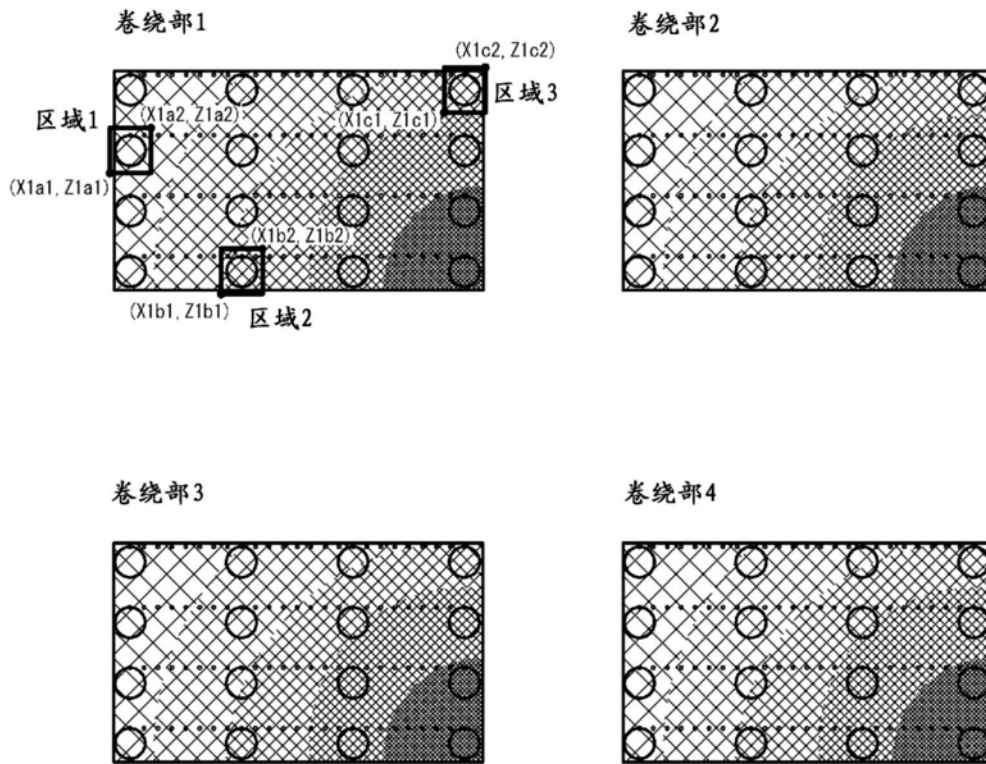 卷绕部1
卷绕部2
(X1c2, Z1c2)
区域1
(X1a2, Z1a2)
(X1c1, Z1c1)
区域3
(X1a1, Z1a1)
(X1b2, Z1b2)
(X1b1, Z1b1)
区域2
卷绕部3
卷绕部4